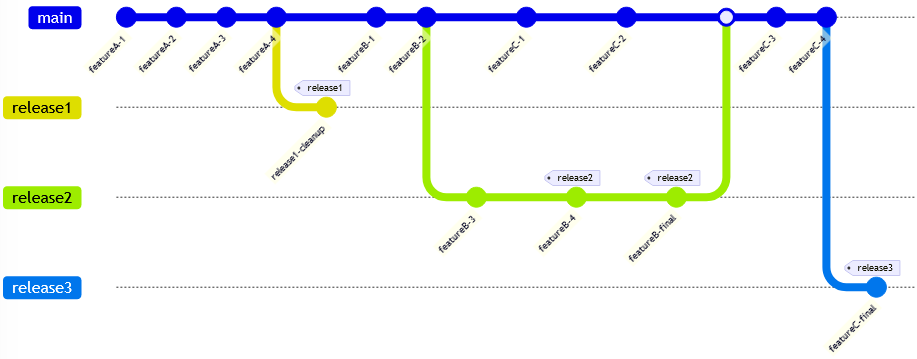 main
featureA-1
featureA-2
featureA-3
featureA-4
featureB-1
featureB-2
featureC-1
featureC-2
featureC-3
featureC-4
release1
release1
release1-cleanup
release2
release2
release2
featureB-3
featureB-4
featureB-final
release3
release3
featureC-final